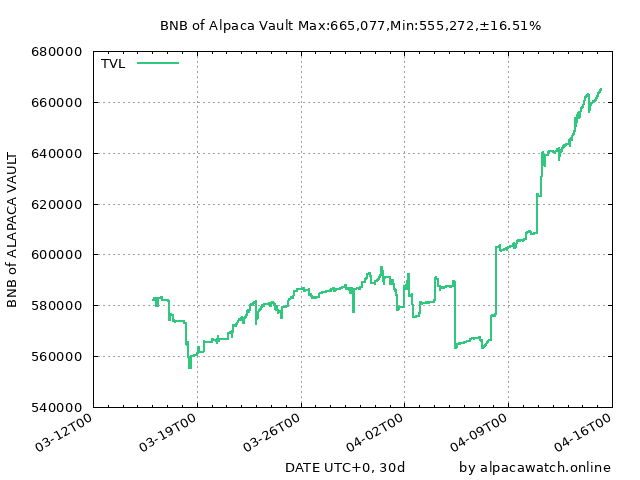 BNB of Alpaca Vault Max:665,077,Min:555,272,±16.51%
680000
TVL
660000
640000
620000
600000
580000
560000
540000
BNB of ALAPACA VAULT
03-12T00
03-19T00
03-26T00
04-02T00
04-09T00
04-16T00
DATE UTC+0, 30d
by alpacawatch.online